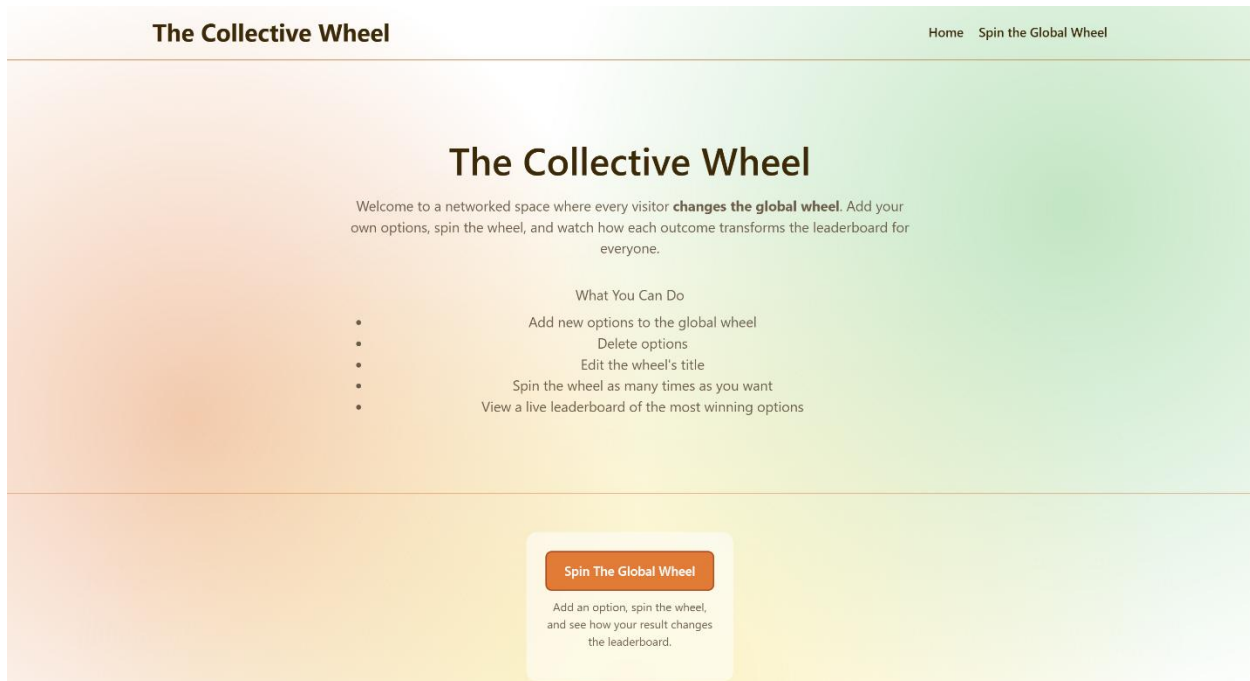 The Collective Wheel
Home Spin the Global Wheel
The Collective Wheel
Welcome to a networked space where every visitor changes the global wheel. Add your
own options, spin the wheel, and watch how each outcome transforms the leaderboard for
everyone.
What You Can Do
• Add new options to the global wheel
• Delete options
• Edit the wheel's title
• Spin the wheel as many times as you want
• View a live leaderboard of the most winning options
Spin The Global Wheel
Add an option, spin the wheel,
and see how your result changes
the leaderboard.